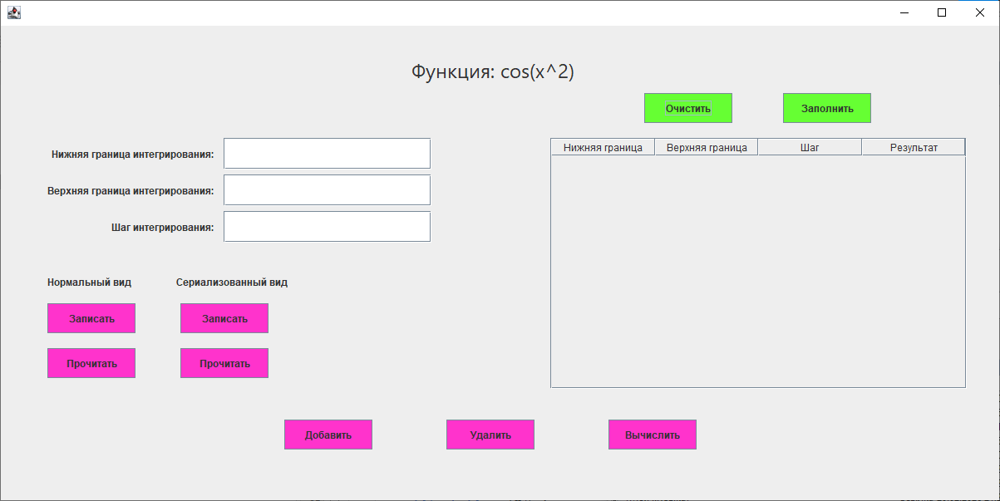 Функция: cos(x^2)
Очистить Заполнить
Нижняя граница интегрирования:
Верхняя граница интегрирования:
Шаг интегрирования:
Нижняя граница Верхняя граница Шаг Результат
Нормальный вид Сериализованный вид
Записать Записать
Прочитать Прочитать
Добавить Удалить Вычислить